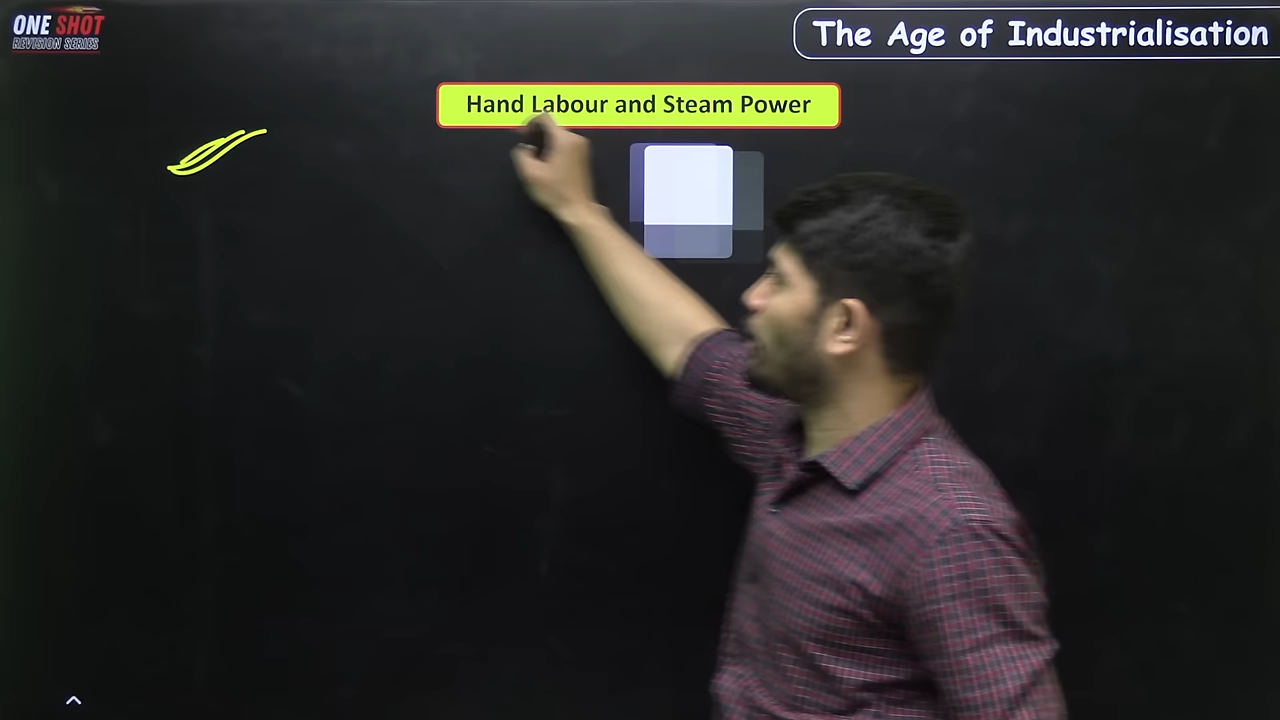 ONE SHOT
REVISION SERIES
The Age of Industrialisation
Hand Labour and Steam Power